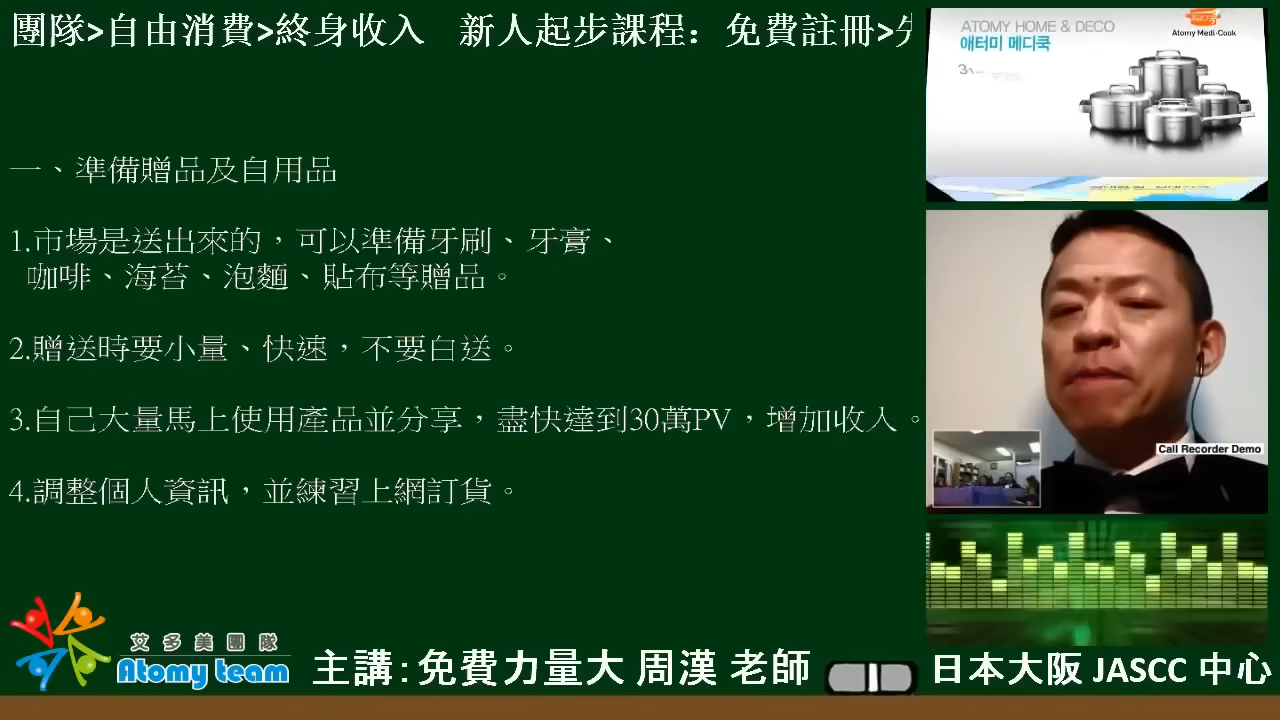 團隊>自由消費>終身收入 新人起步課程：免費註冊>
ATOMY HOME & DECO
애터미 메디쿡
Atomy Medi·Cook
一、準備贈品及自用品
1.市場是送出來的，可以準備牙刷、牙膏、
咖啡、海苔、泡麵、貼布等贈品。
2.贈送時要小量、快速，不要白送。
3.自己大量馬上使用產品並分享，盡快達到30萬PV，增加收入。
4.調整個人資訊，並練習上網訂貨。
Call Recorder Demo
艾多美團隊
Atomy team
主講：免費力量大 周漢 老師
日本大阪 JASCC 中心